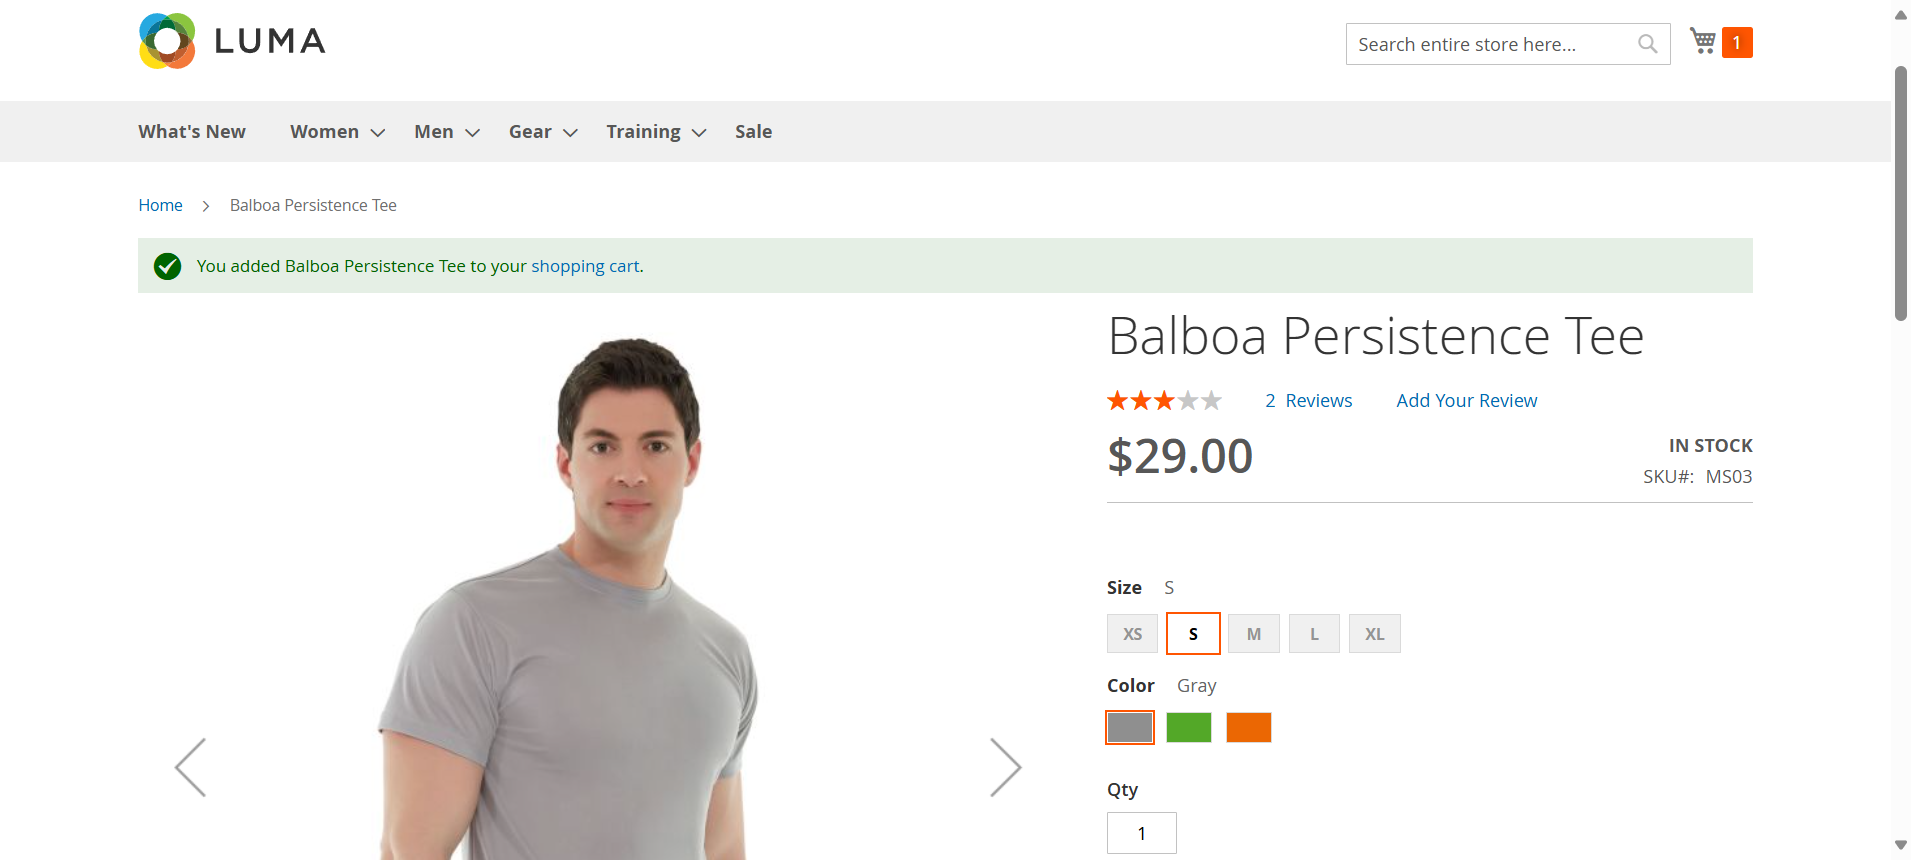 LUMA
Search entire store here...
1
What's New Women Men Gear Training Sale
Home Balboa Persistence Tee
You added Balboa Persistence Tee to your shopping cart.
Balboa Persistence Tee
2 Reviews Add Your Review
$29.00
IN STOCK
SKU#: MS03
Size S
XS S M L XL
Color Gray
Qty
1